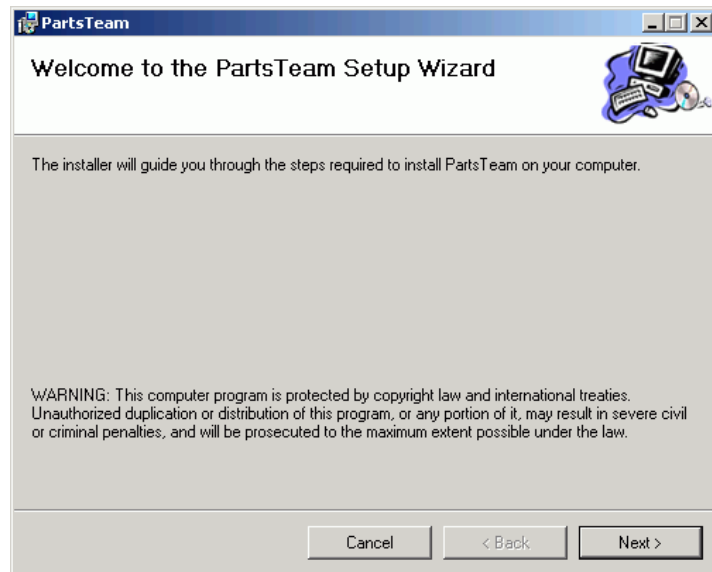 PartsTeam
Welcome to the PartsTeam Setup Wizard
The installer will guide you through the steps required to install PartsTeam on your computer.
WARNING: This computer program is protected by copyright law and international treaties.
Unauthorized duplication or distribution of this program, or any portion of it, may result in severe civil
or criminal penalties, and will be prosecuted to the maximum extent possible under the law.
Cancel
< Back
Next >